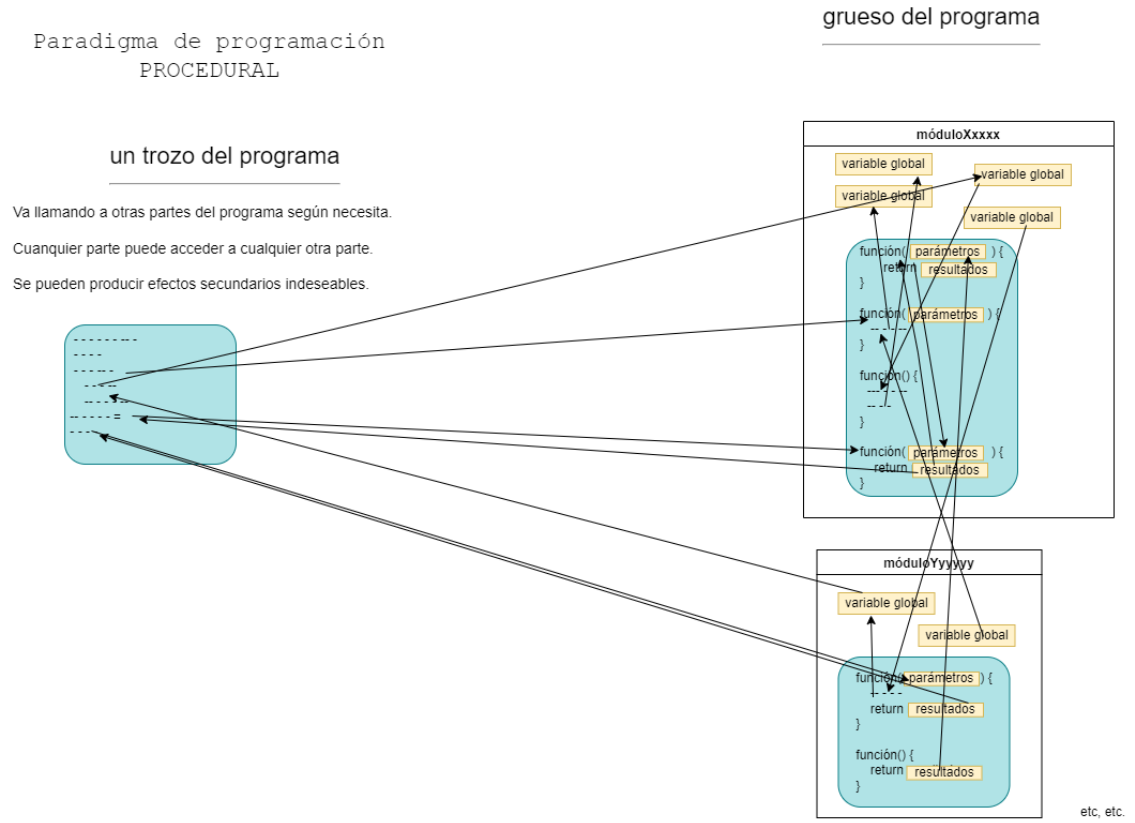 Paradigma de programación
PROCEDURAL
grueso del programa
un trozo del programa
Va llamando a otras partes del programa según necesita.
Cuanquier parte puede acceder a cualquier otra parte.
Se pueden producir efectos secundarios indeseables.
- - - - - - -- -
- - - -
- - - - - -
- - - --
- - - - - --
-- - - - - =
- - - -
móduloXxxxx
variable global
variable global
variable global
variable global
función( parámetros ) {
return resultados
}
función( parámetros ) {
-- - - --
}
función() {
--- - - --
-- -- -
}
función( parámetros ) {
return resultados
}
móduloYyyyyy
variable global
variable global
función( parámetros ) {
- - - - -
return resultados
}
función() {
return resultados
}
etc, etc.